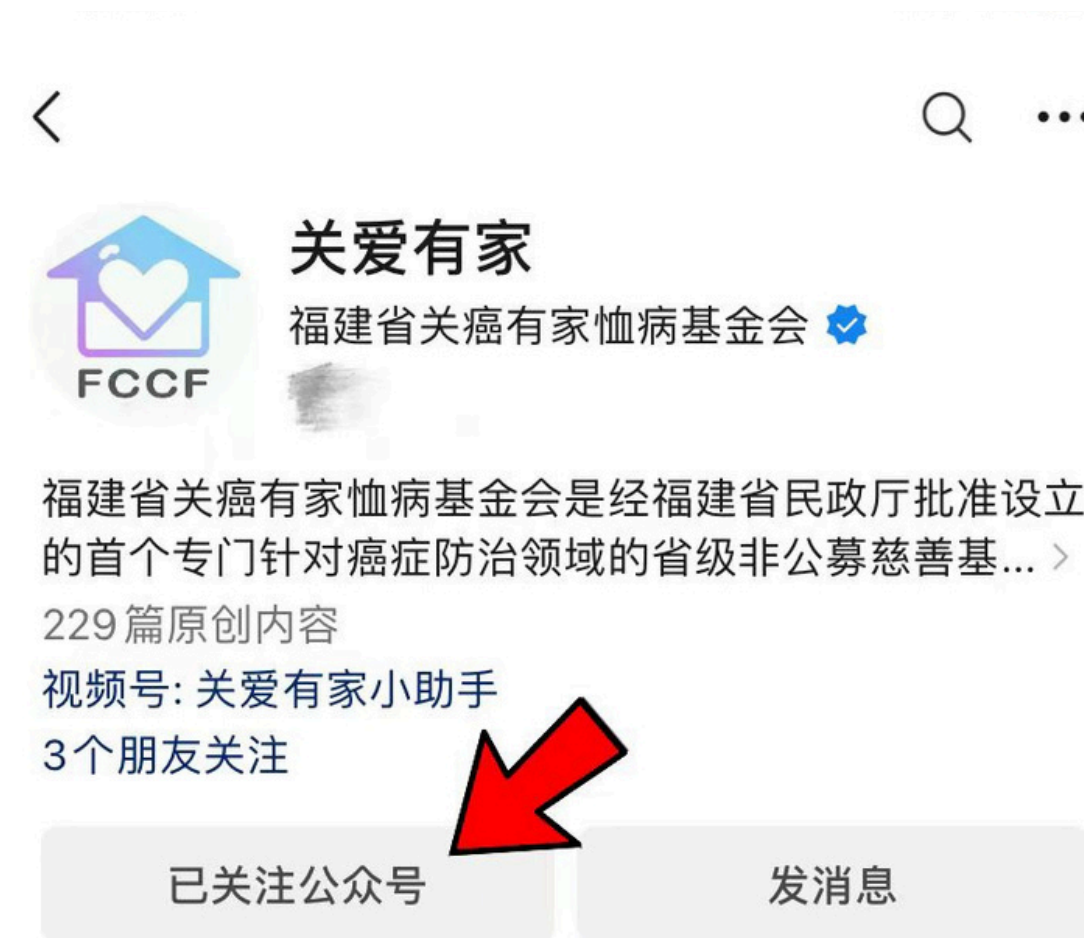 关爱有家
福建省关癌有家恤病基金会
FCCF
福建省关癌有家恤病基金会是经福建省民政厅批准设立
的首个专门针对癌症防治领域的省级非公募慈善基...
229篇原创内容
视频号: 关爱有家小助手
3个朋友关注
已关注公众号
发消息